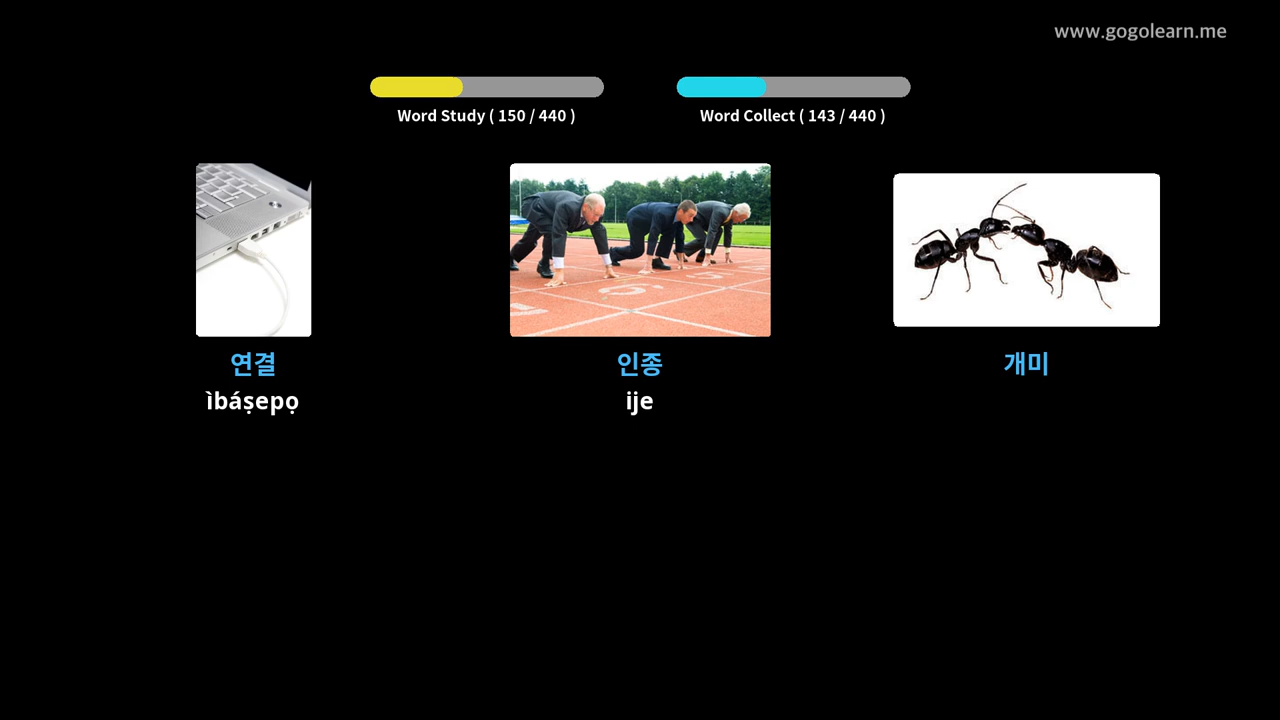 www.gogolearn.me
Word Study ( 150 / 440 )
Word Collect ( 143 / 440 )
연결
ìbáṣepọ̀
인종
ije
개미